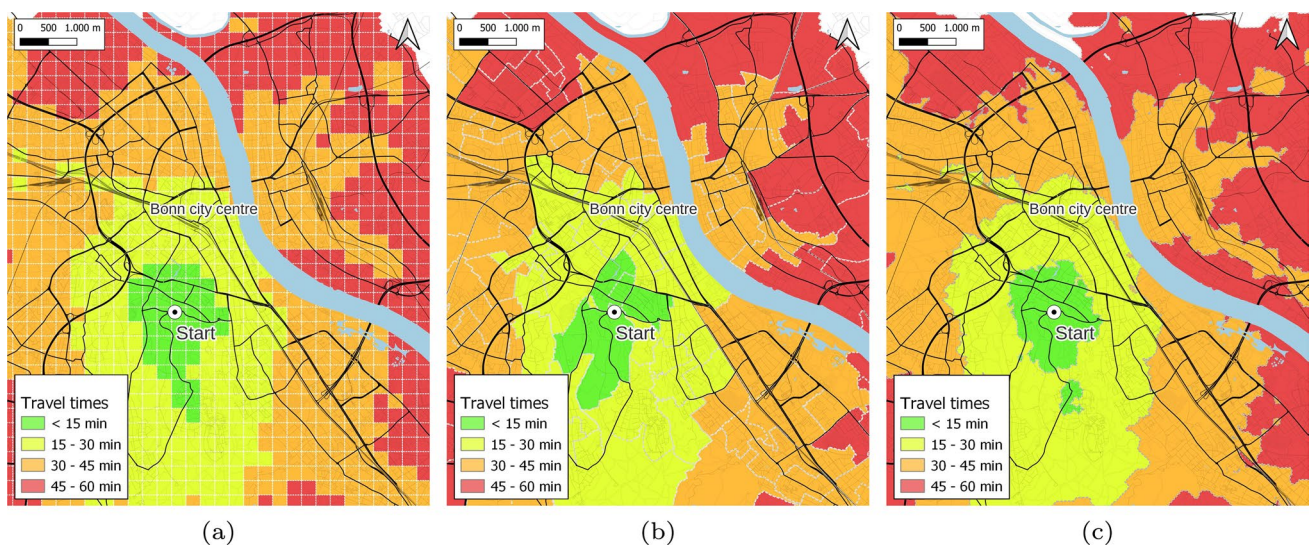 0 500 1.000 m
Bonn city centre
Start
Travel times
< 15 min
15 - 30 min
30 - 45 min
45 - 60 min
(a)
0 500 1.000 m
Bonn city centre
Start
Travel times
< 15 min
15 - 30 min
30 - 45 min
45 - 60 min
(b)
0 500 1.000 m
Bonn city centre
Start
Travel times
< 15 min
15 - 30 min
30 - 45 min
45 - 60 min
(c)